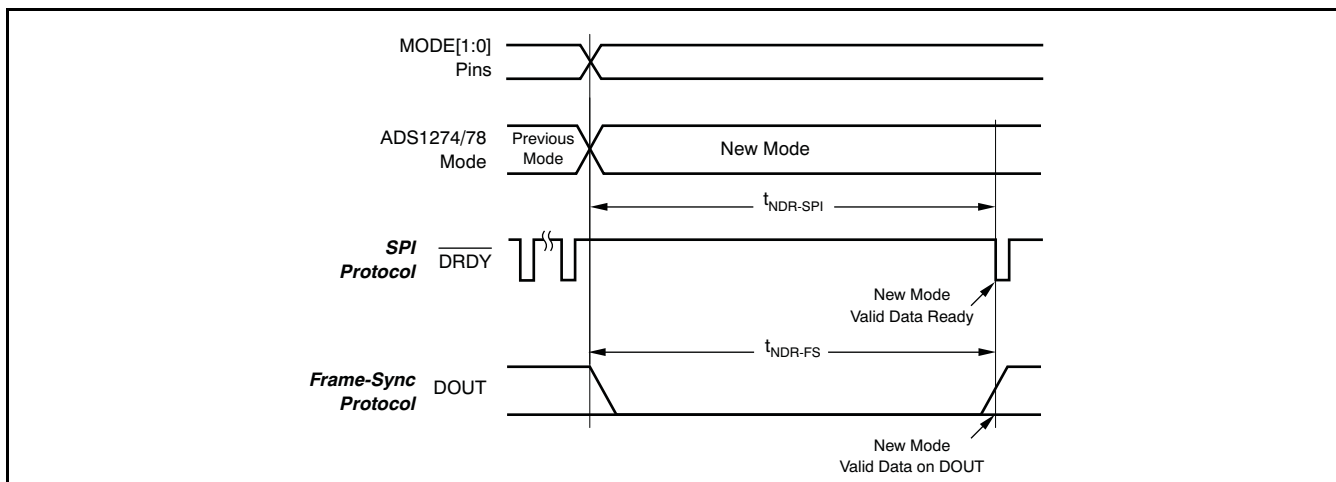 MODE[1:0]
Pins
ADS1274/78
Mode
Previous
Mode
New Mode
tNDR-SPI
SPI
Protocol
DRDY
New Mode
Valid Data Ready
tNDR-FS
Frame-Sync
Protocol
DOUT
New Mode
Valid Data on DOUT